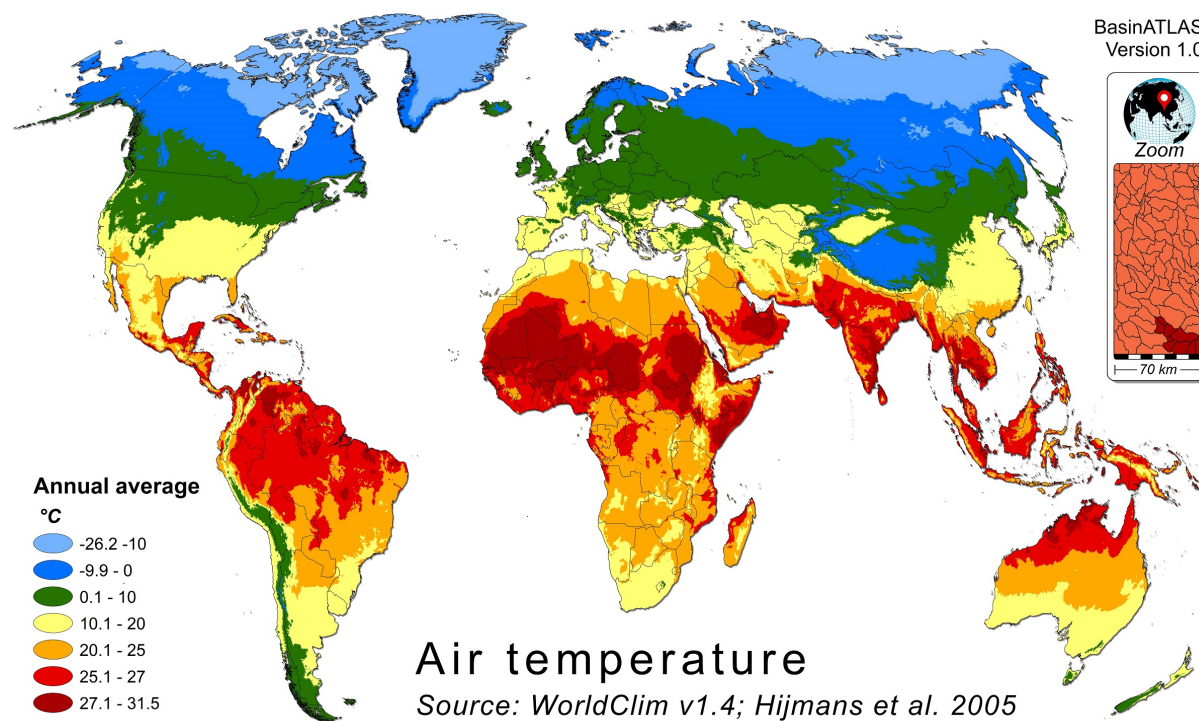 BasinATLAS
Version 1.0
Zoom
70 km
Annual average
°C
-26.2 -10
-9.9 - 0
0.1 - 10
10.1 - 20
20.1 - 25
25.1 - 27
27.1 - 31.5
Air temperature
Source: WorldClim v1.4; Hijmans et al. 2005